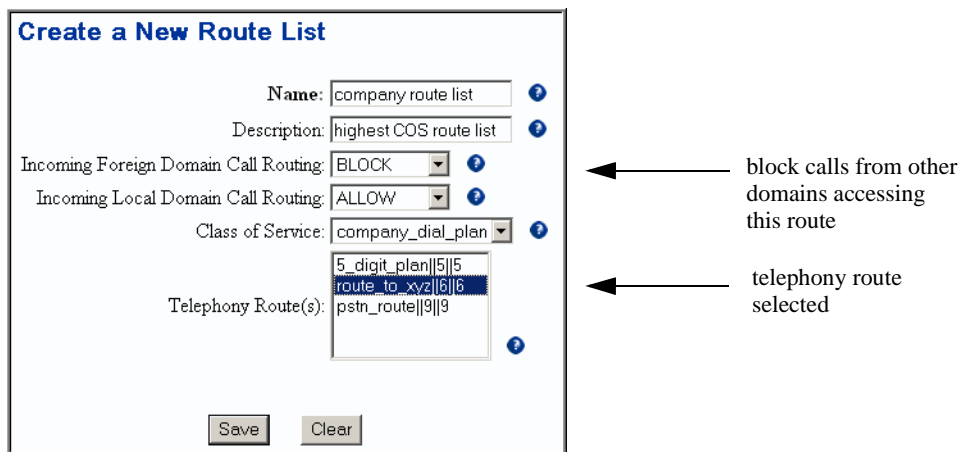 Create a New Route List
Name: company route list
Description: highest COS route list
Incoming Foreign Domain Call Routing: BLOCK
Incoming Local Domain Call Routing: ALLOW
Class of Service: company_dial_plan
Telephony Route(s):
5_digit_plan||5||5
route_to_xyz||6||6
pstn_route||9||9
Save Clear
block calls from other
domains accessing
this route
telephony route
selected